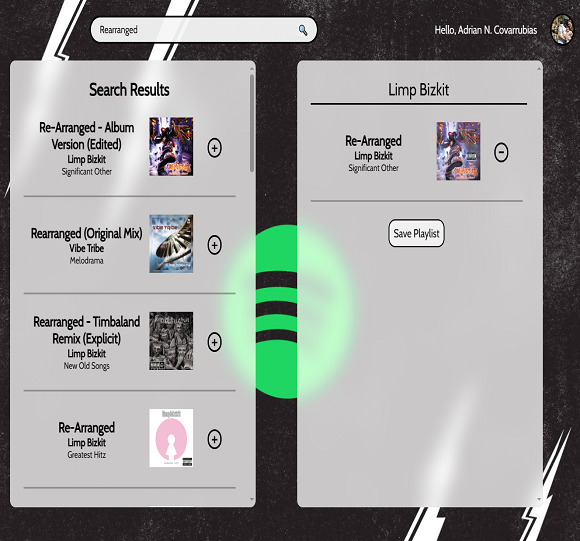 Rearranged
Hello, Adrian N. Covarrubias
Search Results
Re-Arranged - Album
Version (Edited)
Limp Bizkit
Significant Other
Rearranged (Original Mix)
Vibe Tribe
Melodrama
Rearranged - Timbaland
Remix (Explicit)
Limp Bizkit
New Old Songs
Re-Arranged
Limp Bizkit
Greatest Hitz
Limp Bizkit
Re-Arranged
Limp Bizkit
Significant Other
Save Playlist